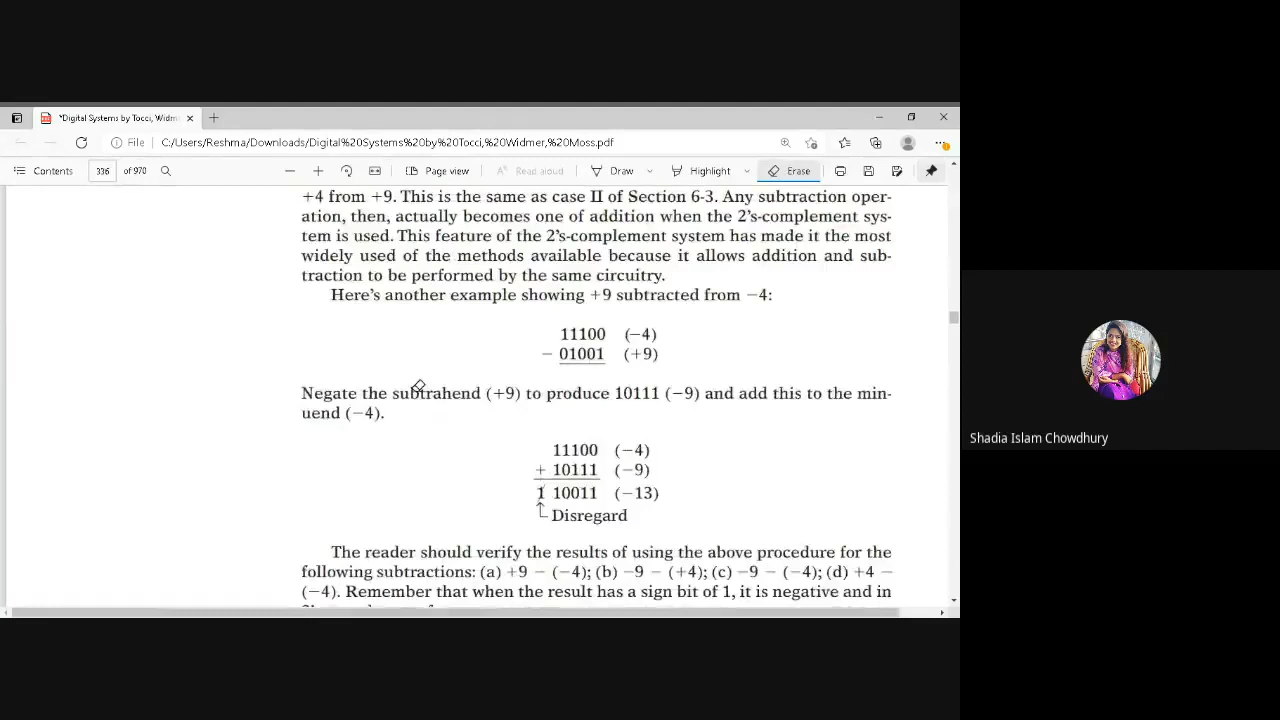 *Digital Systems by Tocci, Widm
File
C:/Users/Reshma/Downloads/Digital%20Systems%20by%20Tocci,%20Widmer,%20Moss.pdf
Contents 336 of 970 Page view Read aloud Draw Highlight Erase
+4 from +9. This is the same as case II of Section 6-3. Any subtraction oper-
ation, then, actually becomes one of addition when the 2's-complement sys-
tem is used. This feature of the 2's-complement system has made it the most
widely used of the methods available because it allows addition and sub-
traction to be performed by the same circuitry.
Here's another example showing +9 subtracted from −4:
11100 (−4)
− 01001 (+9)
Negate the subtrahend (+9) to produce 10111 (−9) and add this to the min-
uend (−4).
11100 (−4)
+ 10111 (−9)
1 10011 (−13)
Disregard
The reader should verify the results of using the above procedure for the
following subtractions: (a) +9 − (−4); (b) −9 − (+4); (c) −9 − (−4); (d) +4 −
(−4). Remember that when the result has a sign bit of 1, it is negative and in
Shadia Islam Chowdhury